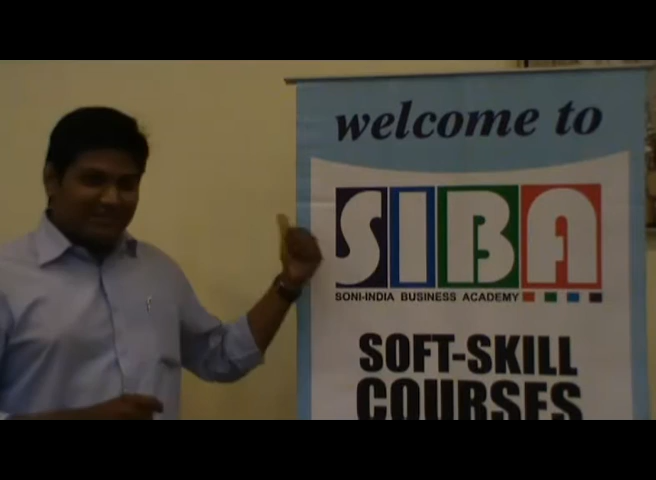 welcome to
SIBA
SONI-INDIA BUSINESS ACADEMY
SOFT-SKILL
COURSES